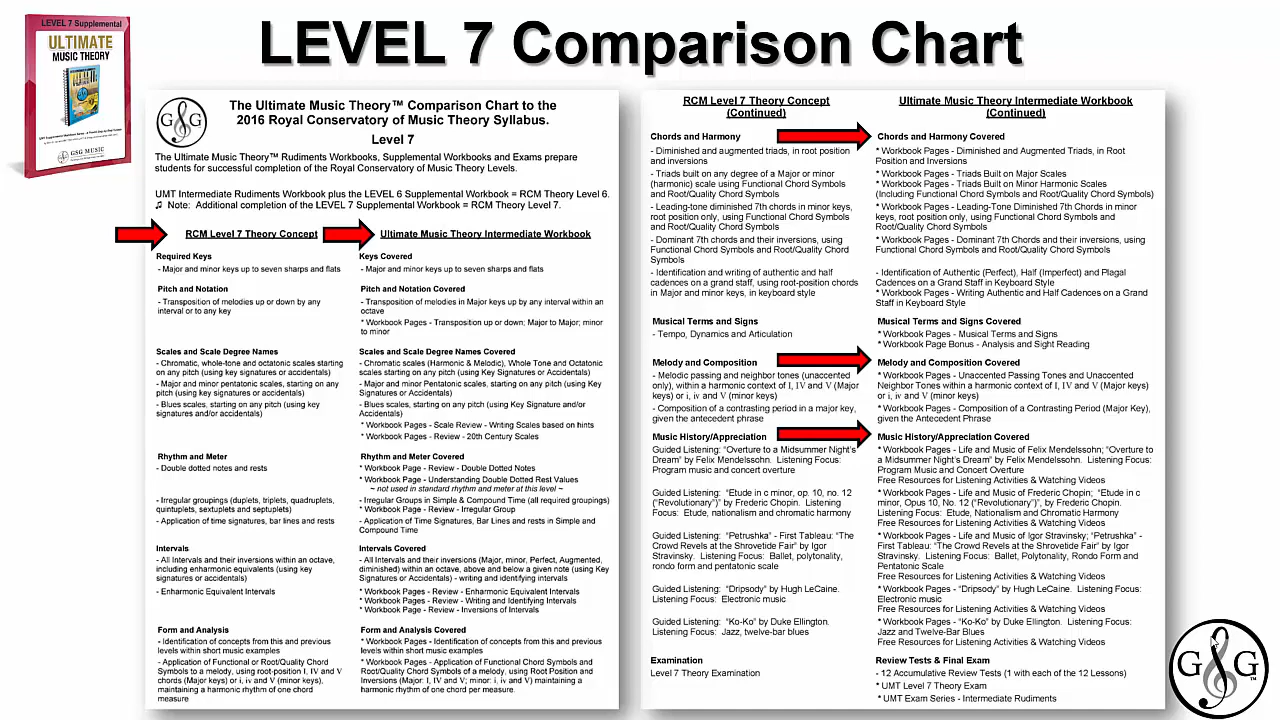 LEVEL 7 Comparison Chart
LEVEL 7 Supplemental
ULTIMATE
MUSIC THEORY
GSG MUSIC
G G
The Ultimate Music Theory™ Comparison Chart to the
2016 Royal Conservatory of Music Theory Syllabus.
Level 7
The Ultimate Music Theory™ Rudiments Workbooks, Supplemental Workbooks and Exams prepare
students for successful completion of the Royal Conservatory of Music Theory Levels.
UMT Intermediate Rudiments Workbook plus the LEVEL 6 Supplemental Workbook = RCM Theory Level 6.
♫ Note: Additional completion of the LEVEL 7 Supplemental Workbook = RCM Theory Level 7.
RCM Level 7 Theory Concept
Required Keys
- Major and minor keys up to seven sharps and flats
Pitch and Notation
- Transposition of melodies up or down by any
interval or to any key
Scales and Scale Degree Names
- Chromatic, whole-tone and octatonic scales starting
on any pitch (using key signatures or accidentals)
- Major and minor pentatonic scales, starting on any
pitch (using key signatures or accidentals)
- Blues scales, starting on any pitch (using key
signatures and/or accidentals)
Rhythm and Meter
- Double dotted notes and rests
- Irregular groupings (duplets, triplets, quadruplets,
quintuplets, sextuplets and septuplets)
- Application of time signatures, bar lines and rests
Intervals
- All Intervals and their inversions within an octave,
including enharmonic equivalents (using key
signatures or accidentals)
- Enharmonic Equivalent Intervals
Form and Analysis
- Identification of concepts from this and previous
levels within short music examples
- Application of Functional or Root/Quality Chord
Symbols to a melody, using root-position I, IV and V
chords (Major keys) or i, iv and V (minor keys),
maintaining a harmonic rhythm of one chord
measure
Ultimate Music Theory Intermediate Workbook
Keys Covered
- Major and minor keys up to seven sharps and flats
Pitch and Notation Covered
- Transposition of melodies in Major keys up by any interval within an
octave
* Workbook Pages - Transposition up or down; Major to Major; minor
to minor
Scales and Scale Degree Names Covered
- Chromatic scales (Harmonic & Melodic), Whole Tone and Octatonic
scales starting on any pitch (using Key Signatures or Accidentals)
- Major and minor Pentatonic scales, starting on any pitch (using Key
Signatures or Accidentals)
- Blues scales, starting on any pitch (using Key Signature and/or
Accidentals)
* Workbook Pages - Scale Review - Writing Scales based on hints
* Workbook Pages - Review - 20th Century Scales
Rhythm and Meter Covered
* Workbook Page - Review - Double Dotted Notes
* Workbook Page - Understanding Double Dotted Rest Values
~ not used in standard rhythm and meter at this level ~
- Irregular Groups in Simple & Compound Time (all required groupings)
* Workbook Page - Review - Irregular Group
- Application of Time Signatures, Bar Lines and rests in Simple and
Compound Time
Intervals Covered
- All Intervals and their inversions (Major, minor, Perfect, Augmented,
diminished) within an octave, above and below a given note (using Key
Signatures or Accidentals) - writing and identifying intervals
* Workbook Pages - Review - Enharmonic Equivalent Intervals
* Workbook Pages - Review - Writing and Identifying Intervals
* Workbook Page - Review - Inversions of Intervals
Form and Analysis Covered
* Workbook Pages - Identification of concepts from this and previous
levels within short music examples
* Workbook Pages - Application of Functional Chord Symbols and
Root/Quality Chord Symbols of a melody, using Root Position and
Inversions (Major: I, IV and V; minor: i, iv and V) maintaining a
harmonic rhythm of one chord per measure.
RCM Level 7 Theory Concept
(Continued)
Chords and Harmony
- Diminished and augmented triads, in root position
and inversions
- Triads built on any degree of a Major or minor
(harmonic) scale using Functional Chord Symbols
and Root/Quality Chord Symbols
- Leading-tone diminished 7th chords in minor keys,
root position only, using Functional Chord Symbols
and Root/Quality Chord Symbols
- Dominant 7th chords and their inversions, using
Functional Chord Symbols and Root/Quality Chord
Symbols
- Identification and writing of authentic and half
cadences on a grand staff, using root-position chords
in Major and minor keys, in keyboard style
Musical Terms and Signs
- Tempo, Dynamics and Articulation
Melody and Composition
- Melodic passing and neighbor tones (unaccented
only), within a harmonic context of I, IV and V (Major
keys) or i, iv and V (minor keys)
- Composition of a contrasting period in a major key,
given the antecedent phrase
Music History/Appreciation
Guided Listening: "Overture to a Midsummer Night's
Dream" by Felix Mendelssohn. Listening Focus:
Program music and concert overture
Guided Listening: "Etude in c minor, op. 10, no. 12
("Revolutionary")" by Frederic Chopin. Listening
Focus: Etude, nationalism and chromatic harmony
Guided Listening: "Petrushka" - First Tableau: "The
Crowd Revels at the Shrovetide Fair" by Igor
Stravinsky. Listening Focus: Ballet, polytonality,
rondo form and pentatonic scale
Guided Listening: "Dripsody" by Hugh LeCaine.
Listening Focus: Electronic music
Guided Listening: "Ko-Ko" by Duke Ellington.
Listening Focus: Jazz, twelve-bar blues
Examination
Level 7 Theory Examination
Ultimate Music Theory Intermediate Workbook
(Continued)
Chords and Harmony Covered
* Workbook Pages - Diminished and Augmented Triads, in Root
Position and Inversions
* Workbook Pages - Triads Built on Major Scales
* Workbook Pages - Triads Built on minor Harmonic Scales
(Including Functional Chord Symbols and Root/Quality Chord Symbols)
* Workbook Pages - Leading-Tone Diminished 7th Chords in minor
keys, root position only, using Functional Chord Symbols and
Root/Quality Chord Symbols
* Workbook Pages - Dominant 7th Chords and their Inversions, using
Functional Chord Symbols and Root/Quality Chord Symbols
- Identification of Authentic (Perfect), Half (Imperfect) and Plagal
Cadences on a Grand Staff in Keyboard Style
* Workbook Pages - Writing Authentic and Half Cadences on a Grand
Staff in Keyboard Style
Musical Terms and Signs Covered
* Workbook Pages - Musical Terms and Signs
* Workbook Page Bonus - Analysis and Sight Reading
Melody and Composition Covered
* Workbook Pages - Unaccented Passing Tones and Unaccented
Neighbor Tones within a harmonic context of I, IV and V (Major keys)
or i, iv and V (minor keys)
* Workbook Pages - Composition of a Contrasting Period (Major Key),
given the Antecedent Phrase
Music History/Appreciation Covered
* Workbook Pages - Life and Music of Felix Mendelssohn; "Overture to
a Midsummer Night's Dream" by Felix Mendelssohn. Listening Focus:
Program Music and Concert Overture
Free Resources for Listening Activities & Watching Videos
* Workbook Pages - Life and Music of Frederic Chopin; "Etude in c
minor, Opus 10, No. 12 ("Revolutionary")", by Frederic Chopin.
Listening Focus: Etude, Nationalism and Chromatic Harmony
Free Resources for Listening Activities & Watching Videos
* Workbook Pages - Life and Music of Igor Stravinsky; "Petrushka" -
First Tableau: "The Crowd Revels at the Shrovetide Fair" by Igor
Stravinsky. Listening Focus: Ballet, Polytonality, Rondo Form and
Pentatonic Scale
Free Resources for Listening Activities & Watching Videos
* Workbook Pages - "Dripsody" by Hugh LeCaine. Listening Focus:
Electronic music
Free Resources for Listening Activities & Watching Videos
* Workbook Pages - "Ko-Ko" by Duke Ellington. Listening Focus:
Jazz and Twelve-Bar Blues
Free Resources for Listening Activities & Watching Videos
Review Tests & Final Exam
- 12 Accumulative Review Tests (1 with each of the 12 Lessons)
* UMT Level 7 Theory Exam
* UMT Exam Series - Intermediate Rudiments
G G
TM